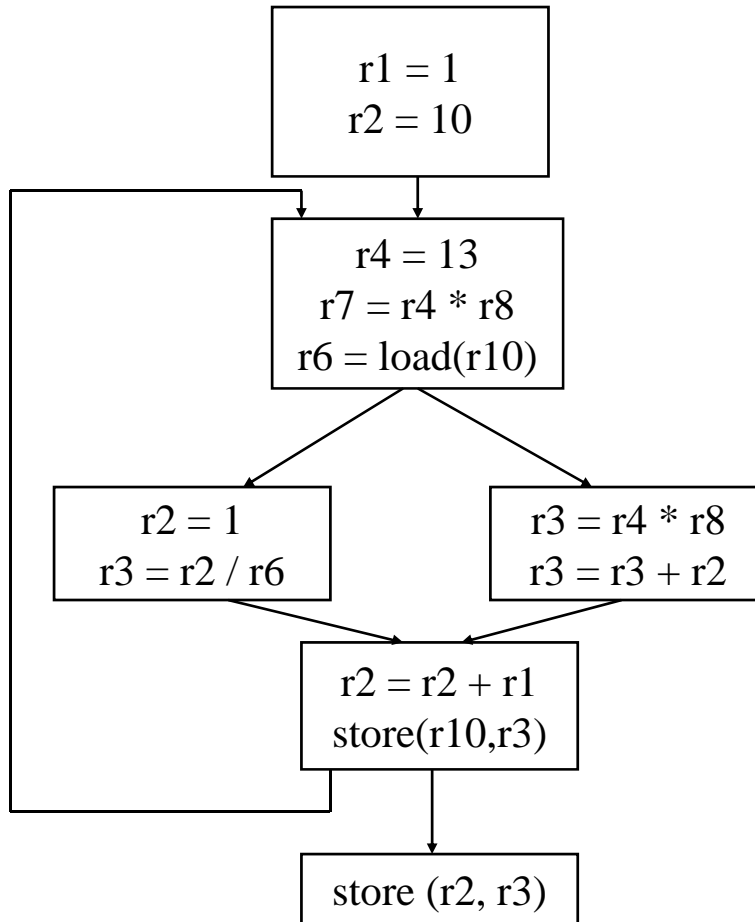 r1 = 1
r2 = 10
r4 = 13
r7 = r4 * r8
r6 = load(r10)
r2 = 1
r3 = r2 / r6
r3 = r4 * r8
r3 = r3 + r2
r2 = r2 + r1
store(r10,r3)
store (r2, r3)